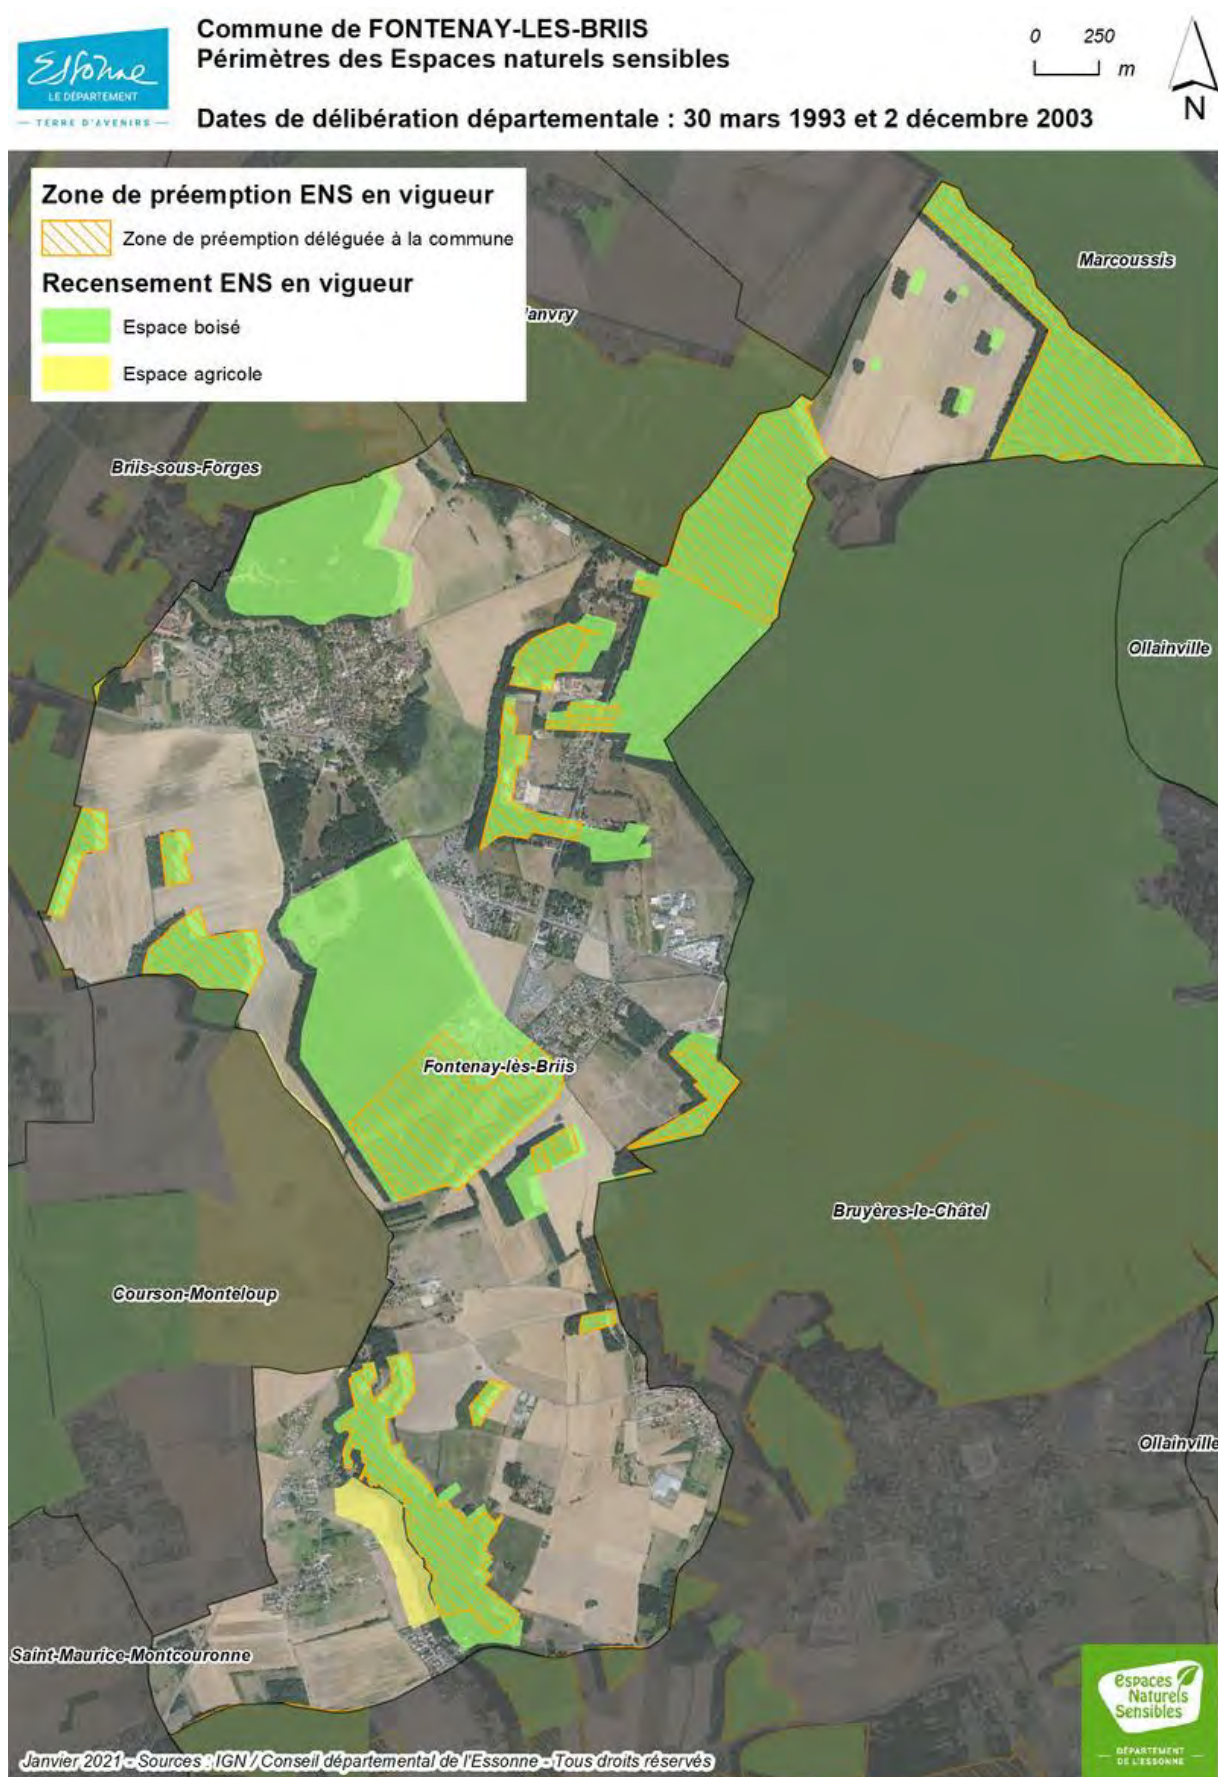 Essonne
LE DÉPARTEMENT
TERRE D'AVENIRS
Commune de FONTENAY-LES-BRIIS
Périmètres des Espaces naturels sensibles
Dates de délibération départementale : 30 mars 1993 et 2 décembre 2003
0 250
m
N
Zone de préemption ENS en vigueur
Zone de préemption déléguée à la commune
Recensement ENS en vigueur
Espace boisé
Espace agricole
Marcoussis
Janvry
Briis-sous-Forges
Ollainville
Fontenay-lès-Briis
Bruyères-le-Châtel
Courson-Monteloup
Ollainville
Saint-Maurice-Montcouronne
espaces
Naturels
Sensibles
DÉPARTEMENT
DE L'ESSONNE
Janvier 2021 - Sources : IGN / Conseil départemental de l'Essonne - Tous droits réservés